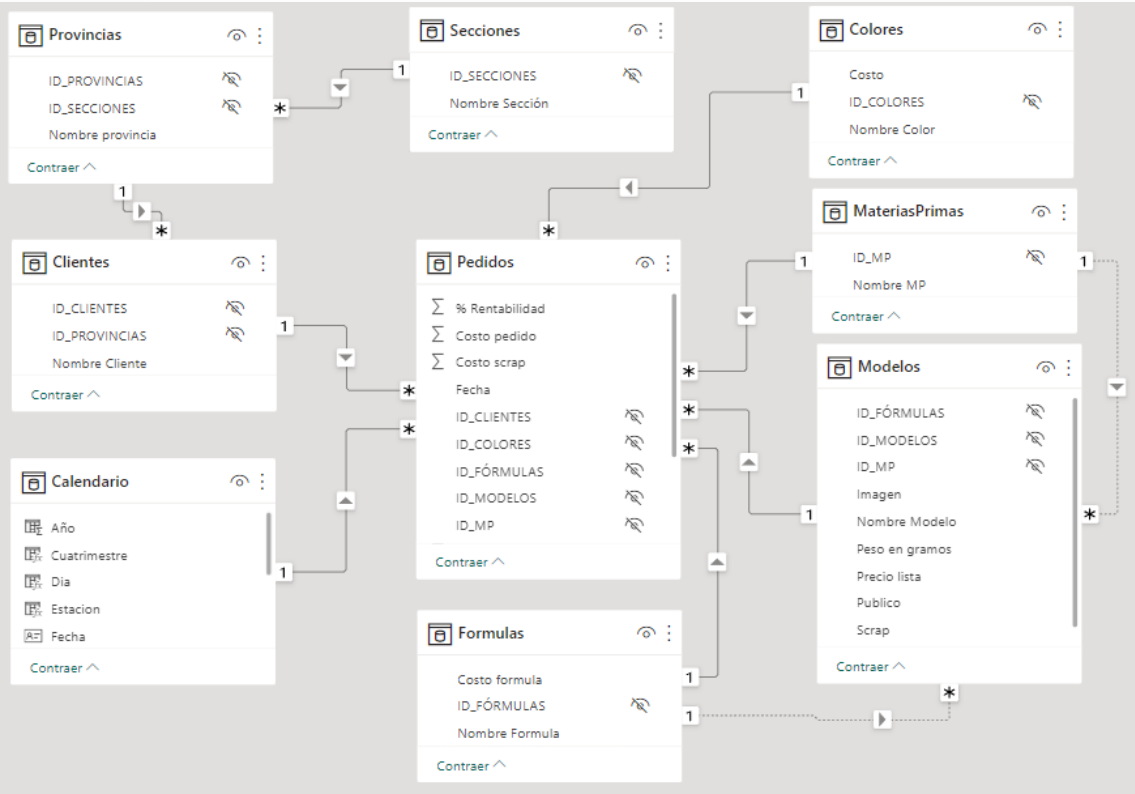 Provincias
ID_PROVINCIAS
ID_SECCIONES
Nombre provincia
Contraer
1
*
Secciones
ID_SECCIONES
Nombre Sección
Contraer
1
*
Colores
Costo
ID_COLORES
Nombre Color
Contraer
1
*
MateriasPrimas
ID_MP
Nombre MP
Contraer
1
1
*
Clientes
ID_CLIENTES
ID_PROVINCIAS
Nombre Cliente
Contraer
1
*
Pedidos
Σ % Rentabilidad
Σ Costo pedido
Σ Costo scrap
Fecha
ID_CLIENTES
ID_COLORES
ID_FÓRMULAS
ID_MODELOS
ID_MP
Contraer
*
*
*
Modelos
ID_FÓRMULAS
ID_MODELOS
ID_MP
Imagen
Nombre Modelo
Peso en gramos
Precio lista
Publico
Scrap
Contraer
1
*
*
Calendario
Año
Cuatrimestre
Dia
Estacion
Fecha
Contraer
1
Formulas
Costo formula
ID_FÓRMULAS
Nombre Formula
Contraer
1
1